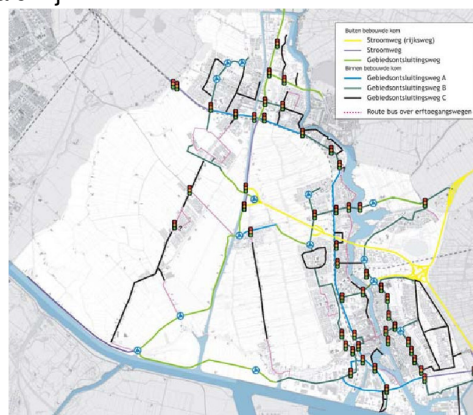 Buiten bebouwde kom
Stroomweg (rijksweg)
Stroomweg
Gebiedsontsluitingsweg
Binnen bebouwde kom
Gebiedsontsluitingsweg A
Gebiedsontsluitingsweg B
Gebiedsontsluitingsweg C
Route bus over erftoegangswegen